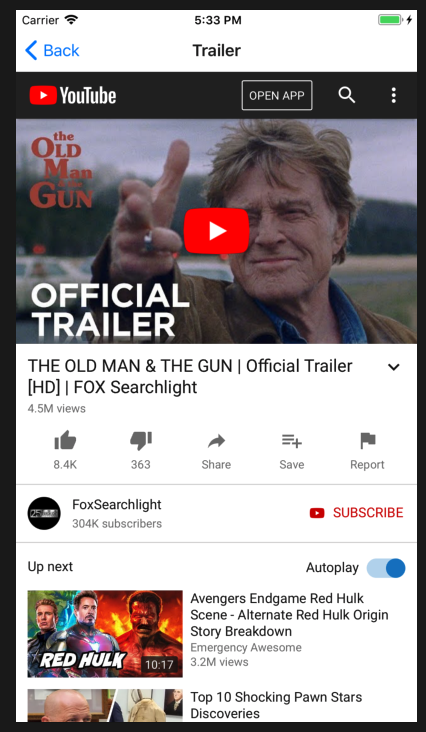 Carrier 5:33 PM
Back Trailer
YouTube OPEN APP
the
OLD
Man
GUN
OFFICIAL
TRAILER
THE OLD MAN & THE GUN | Official Trailer
[HD] | FOX Searchlight
4.5M views
8.4K 363 Share Save Report
FoxSearchlight
304K subscribers
SUBSCRIBE
Up next Autoplay
Avengers Endgame Red Hulk
Scene - Alternate Red Hulk Origin
Story Breakdown
Emergency Awesome
3.2M views
RED HULK
10:17
Top 10 Shocking Pawn Stars
Discoveries